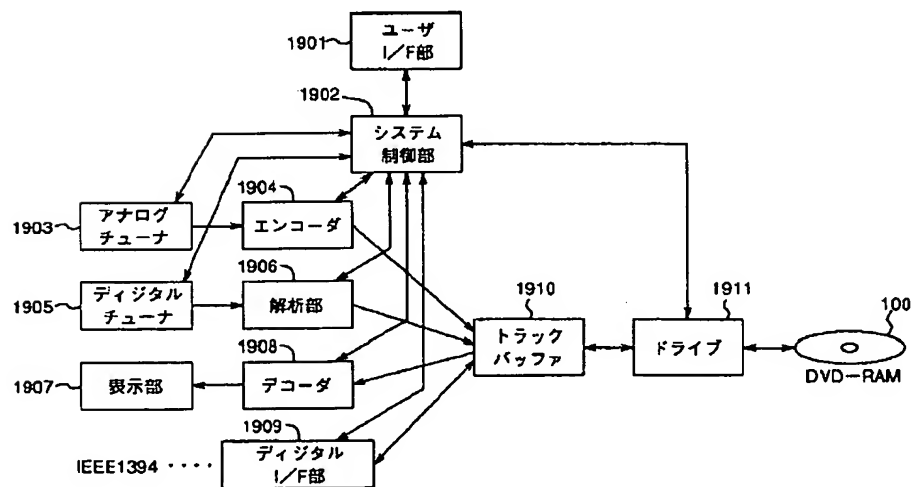 1901
ユーザ
I/F部
1902
システム
制御部
1903
アナログ
チューナ
1904
エンコーダ
1905
ディジタル
チューナ
1906
解析部
1907
表示部
1908
デコーダ
1909
ディジタル
I/F部
IEEE1394 ····
1910
トラック
バッファ
1911
ドライブ
100
DVD-RAM